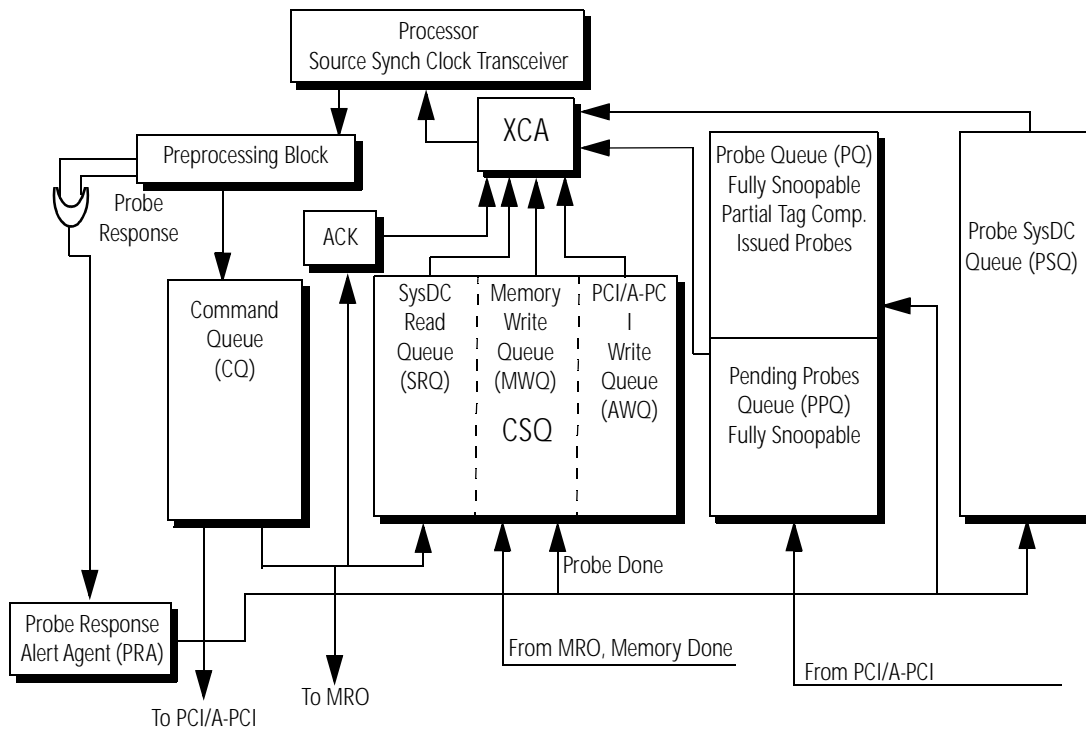 Processor
Source Synch Clock Transceiver
XCA
Preprocessing Block
Probe
Response
ACK
Command
Queue
(CQ)
SysDC
Read
Queue
(SRQ)
Memory
Write
Queue
(MWQ)
CSQ
PCI/A-PC
I
Write
Queue
(AWQ)
Probe Queue (PQ)
Fully Snoopable
Partial Tag Comp.
Issued Probes
Pending Probes
Queue (PPQ)
Fully Snoopable
Probe SysDC
Queue (PSQ)
Probe Done
Probe Response
Alert Agent (PRA)
From MRO, Memory Done
From PCI/A-PCI
To MRO
To PCI/A-PCI